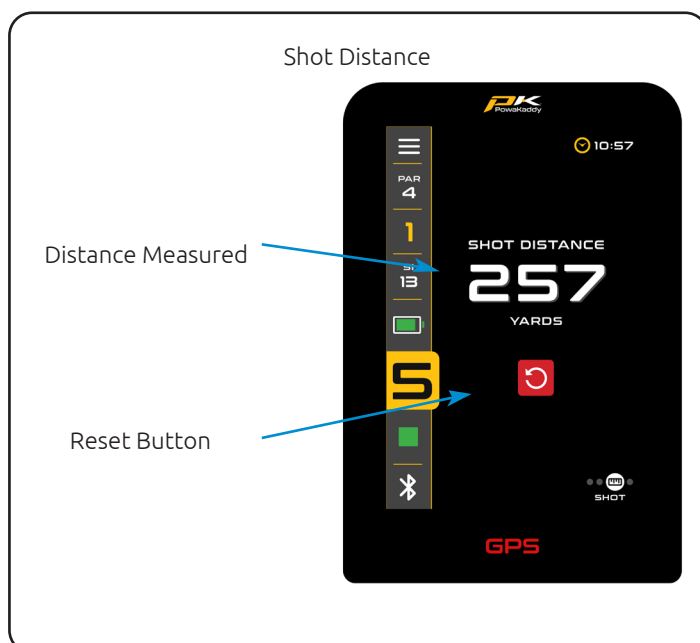 Shot Distance
PK
PowaKaddy
10:57
PAR
4
1
SI
13
S
SHOT DISTANCE
257
YARDS
Distance Measured
Reset Button
SHOT
GPS